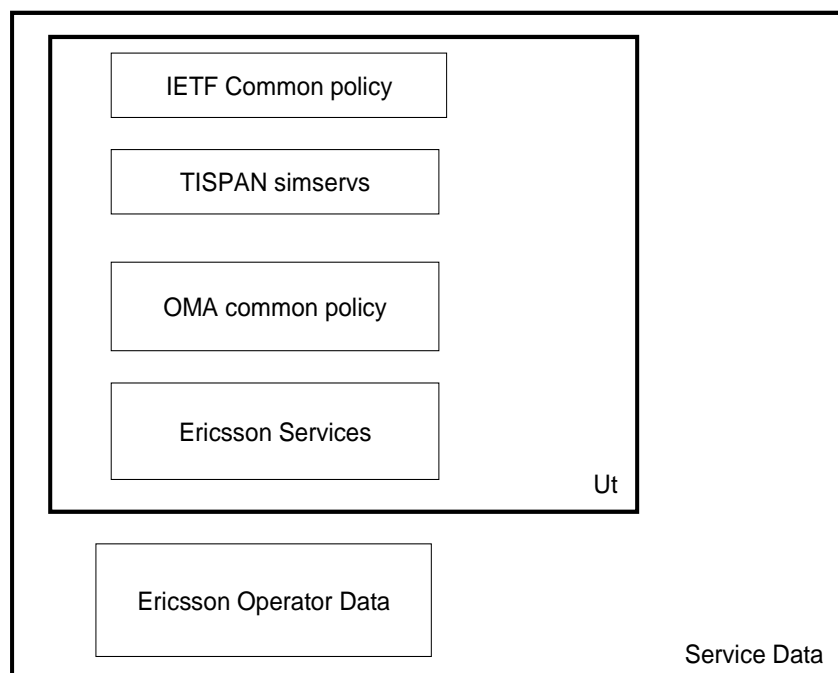 IETF Common policy
TISPAN simservs
OMA common policy
Ericsson Services
Ut
Ericsson Operator Data
Service Data